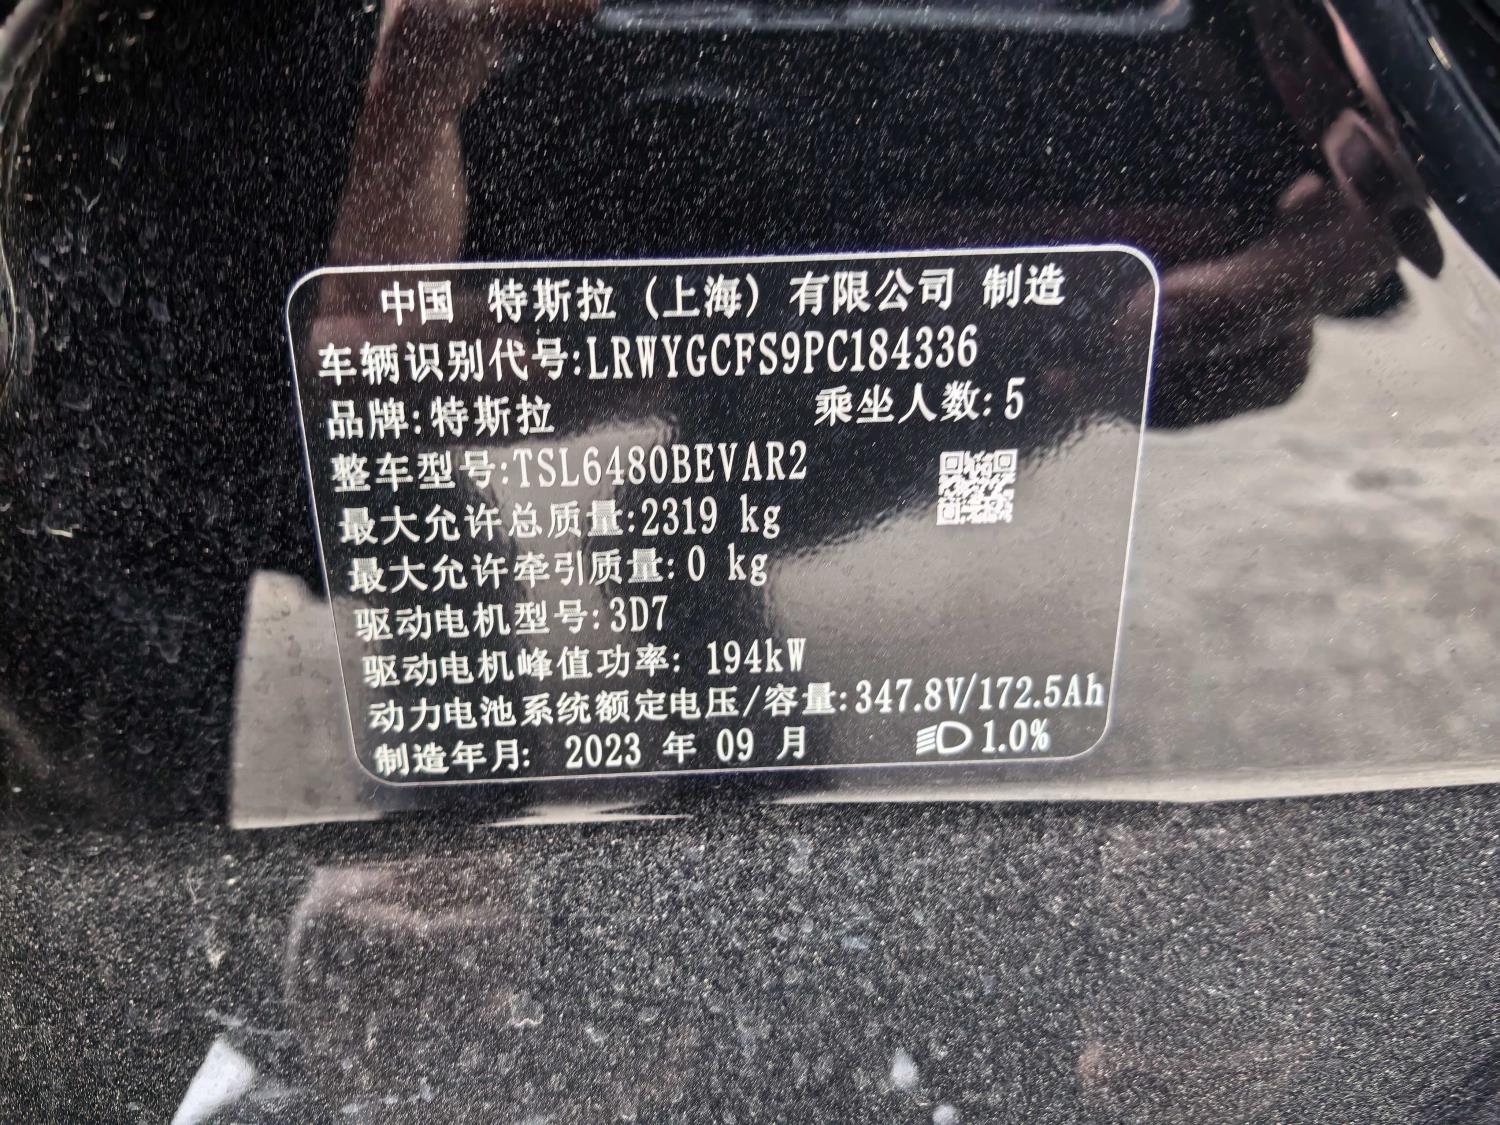 中国 特斯拉（上海）有限公司 制造
车辆识别代号:LRWYGCFS9PC184336
品牌:特斯拉 乘坐人数:5
整车型号:TSL6480BEVAR2
最大允许总质量:2319 kg
最大允许牵引质量:0 kg
驱动电机型号:3D7
驱动电机峰值功率: 194kW
动力电池系统额定电压/容量:347.8V/172.5Ah
制造年月: 2023 年 09 月 1.0%